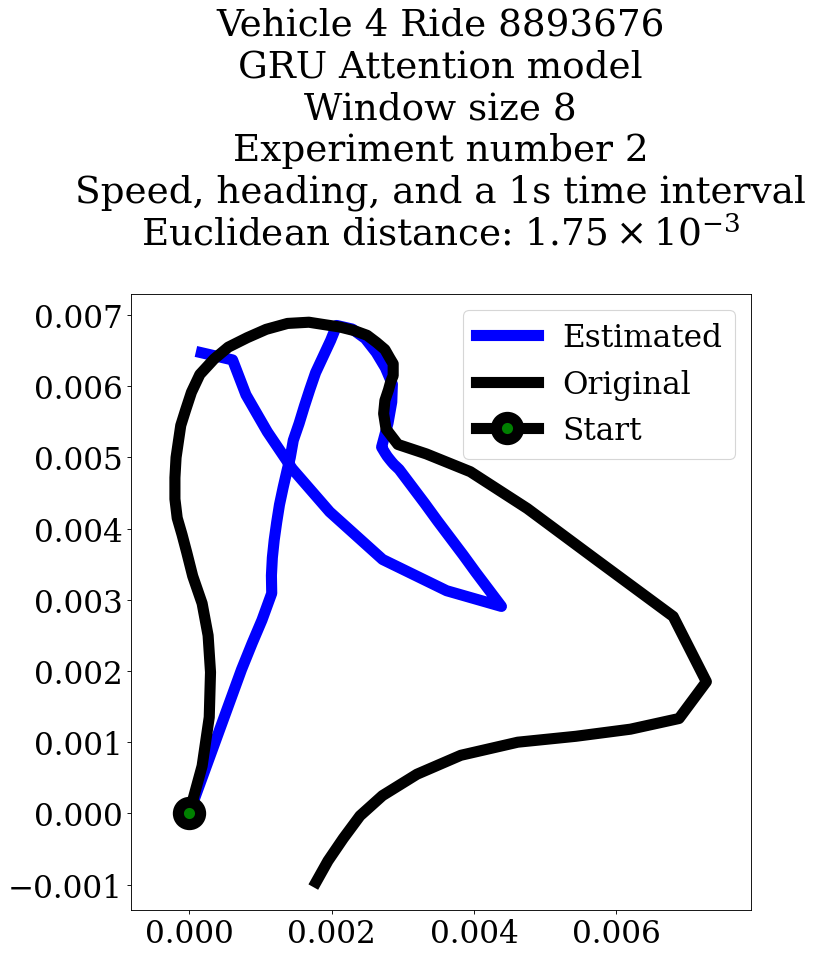 Vehicle 4 Ride 8893676
GRU Attention model
Window size 8
Experiment number 2
Speed, heading, and a 1s time interval
Euclidean distance: 1.75 × 10⁻³
0.007
0.006
0.005
0.004
0.003
0.002
0.001
0.000
−0.001
Estimated
Original
Start
0.000 0.002 0.004 0.006